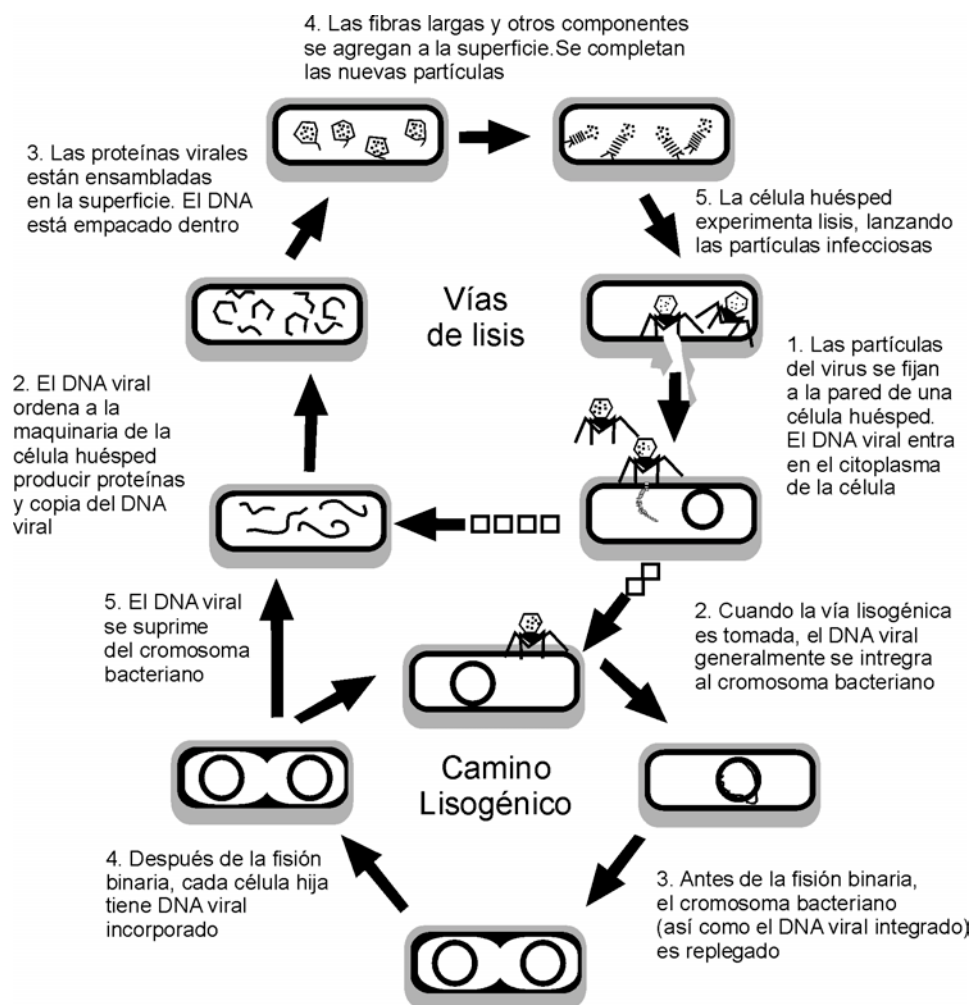 4. Las fibras largas y otros componentes
se agregan a la superficie.Se completan
las nuevas partículas
3. Las proteínas virales
están ensambladas
en la superficie. El DNA
está empacado dentro
5. La célula huésped
experimenta lisis, lanzando
las partículas infecciosas
Vías
de lisis
1. Las partículas
del virus se fijan
a la pared de una
célula huésped.
El DNA viral entra
en el citoplasma
de la célula
2. El DNA viral
ordena a la
maquinaria de la
célula huésped
producir proteínas
y copia del DNA
viral
5. El DNA viral
se suprime
del cromosoma
bacteriano
2. Cuando la vía lisogénica
es tomada, el DNA viral
generalmente se intregra
al cromosoma bacteriano
Camino
Lisogénico
4. Después de la fisión
binaria, cada célula hija
tiene DNA viral
incorporado
3. Antes de la fisión binaria,
el cromosoma bacteriano
(así como el DNA viral integrado)
es replegado